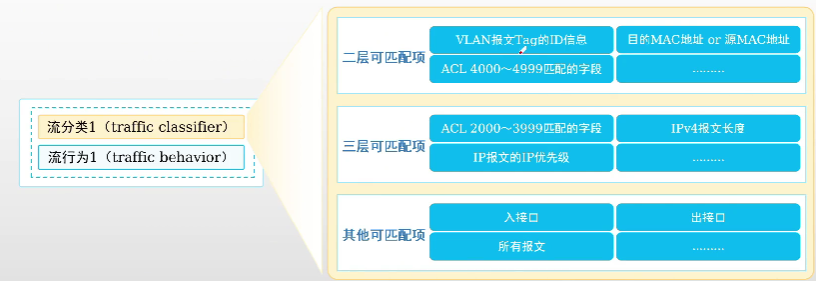 流分类1（traffic classifier）
流行为1（traffic behavior）
二层可匹配项
VLAN报文Tag的ID信息
目的MAC地址 or 源MAC地址
ACL 4000～4999匹配的字段
………
三层可匹配项
ACL 2000～3999匹配的字段
IPv4报文长度
IP报文的IP优先级
………
其他可匹配项
入接口
出接口
所有报文
………